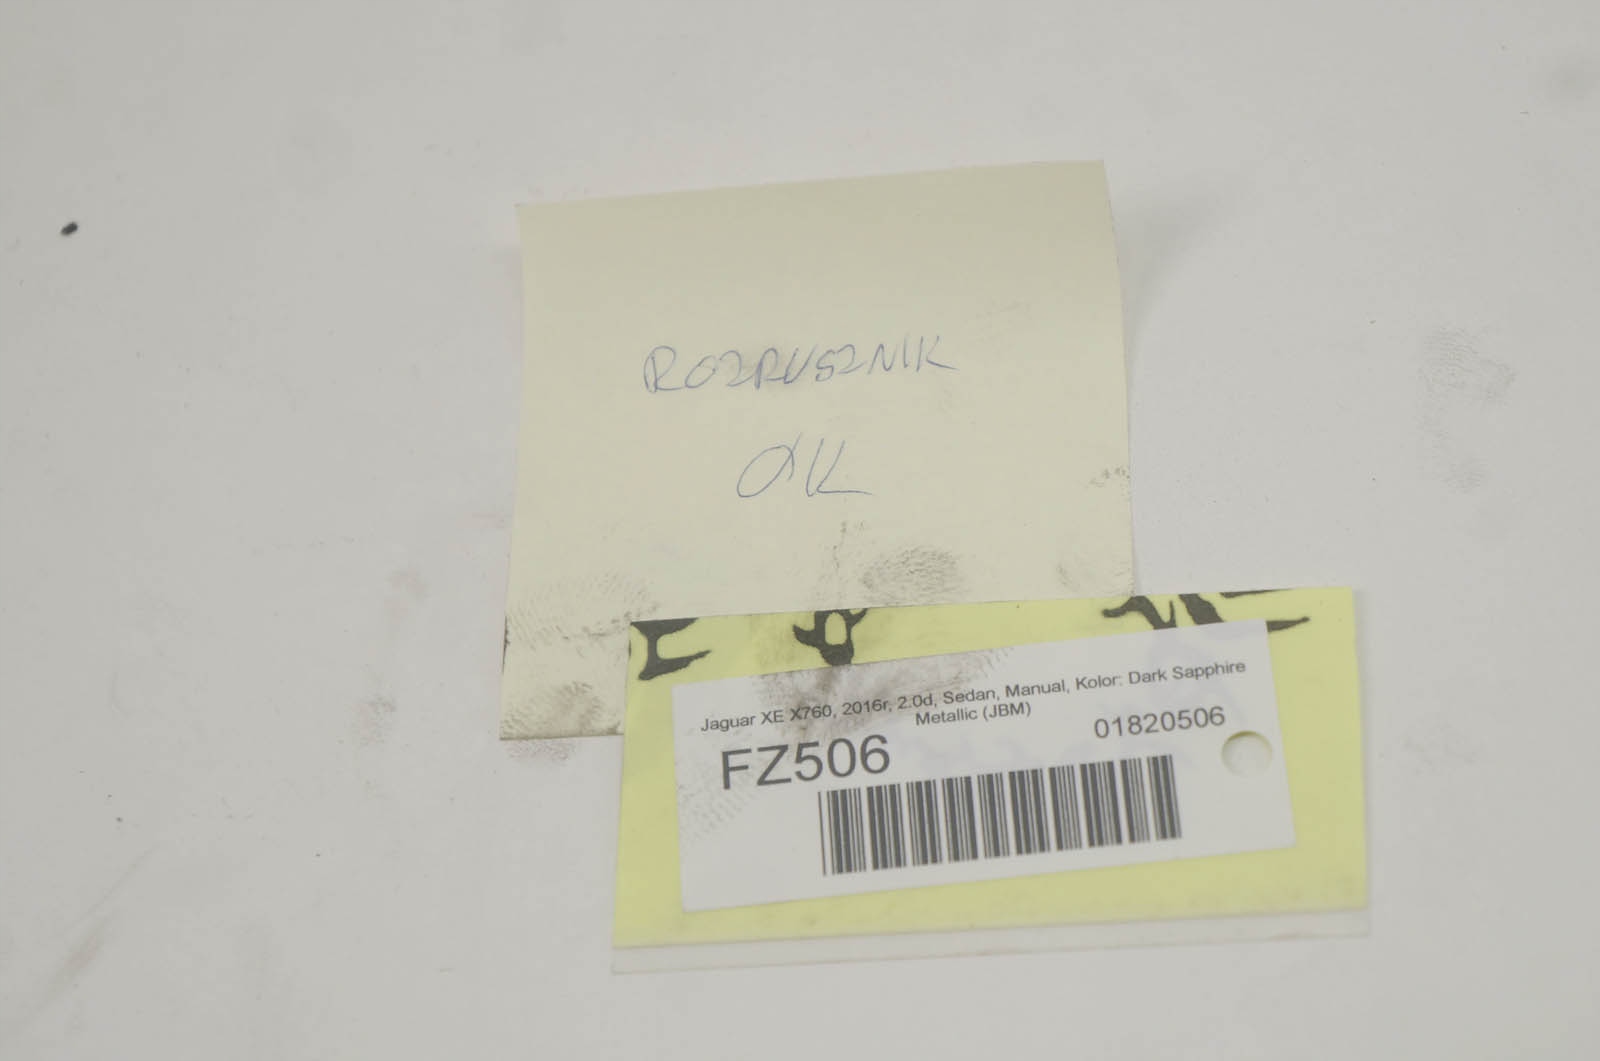 ROZRUSZNIK
OK
Jaguar XE X760, 2016r, 2.0d, Sedan, Manual, Kolor: Dark Sapphire
Metallic (JBM)
FZ506
01820506